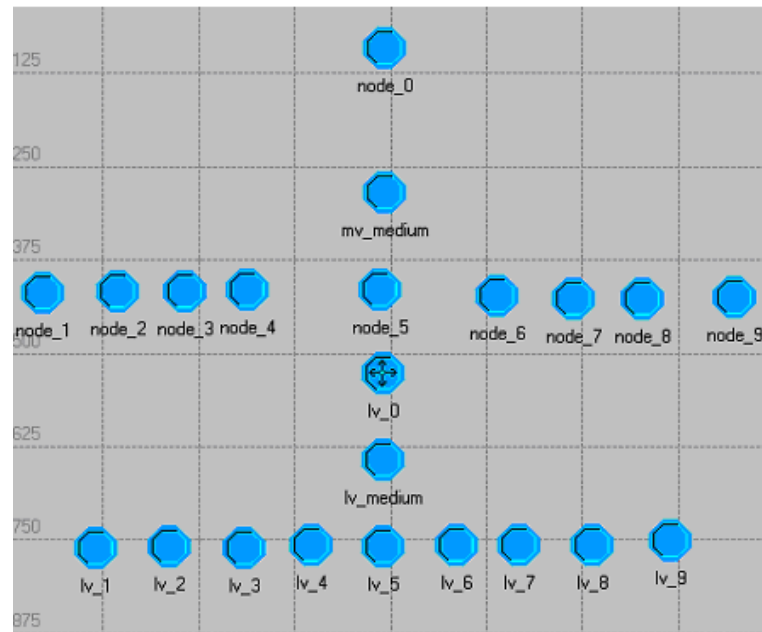 125
node_0
250
mv_medium
375
node_1 node_2 node_3 node_4 node_5 node_6 node_7 node_8 node_9
500
lv_0
625
lv_medium
750
lv_1 lv_2 lv_3 lv_4 lv_5 lv_6 lv_7 lv_8 lv_9
875